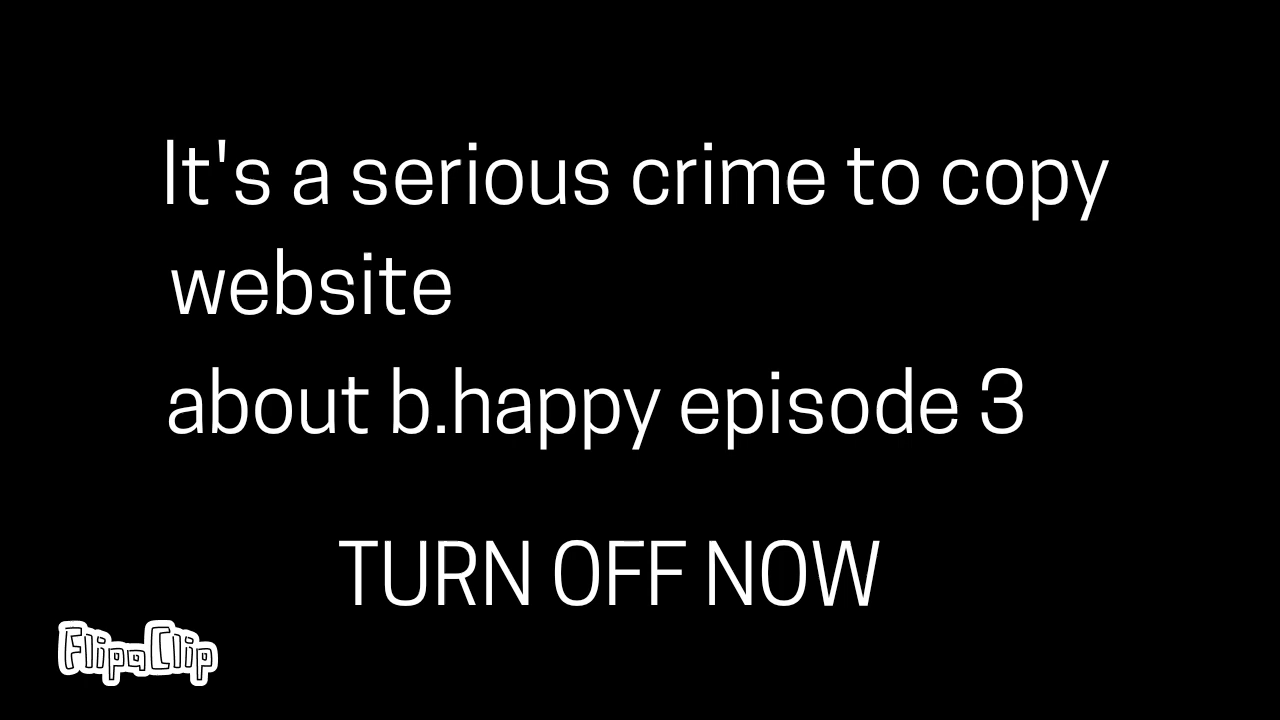 It's a serious crime to copy
website
about b.happy episode 3
TURN OFF NOW
FlipaClip